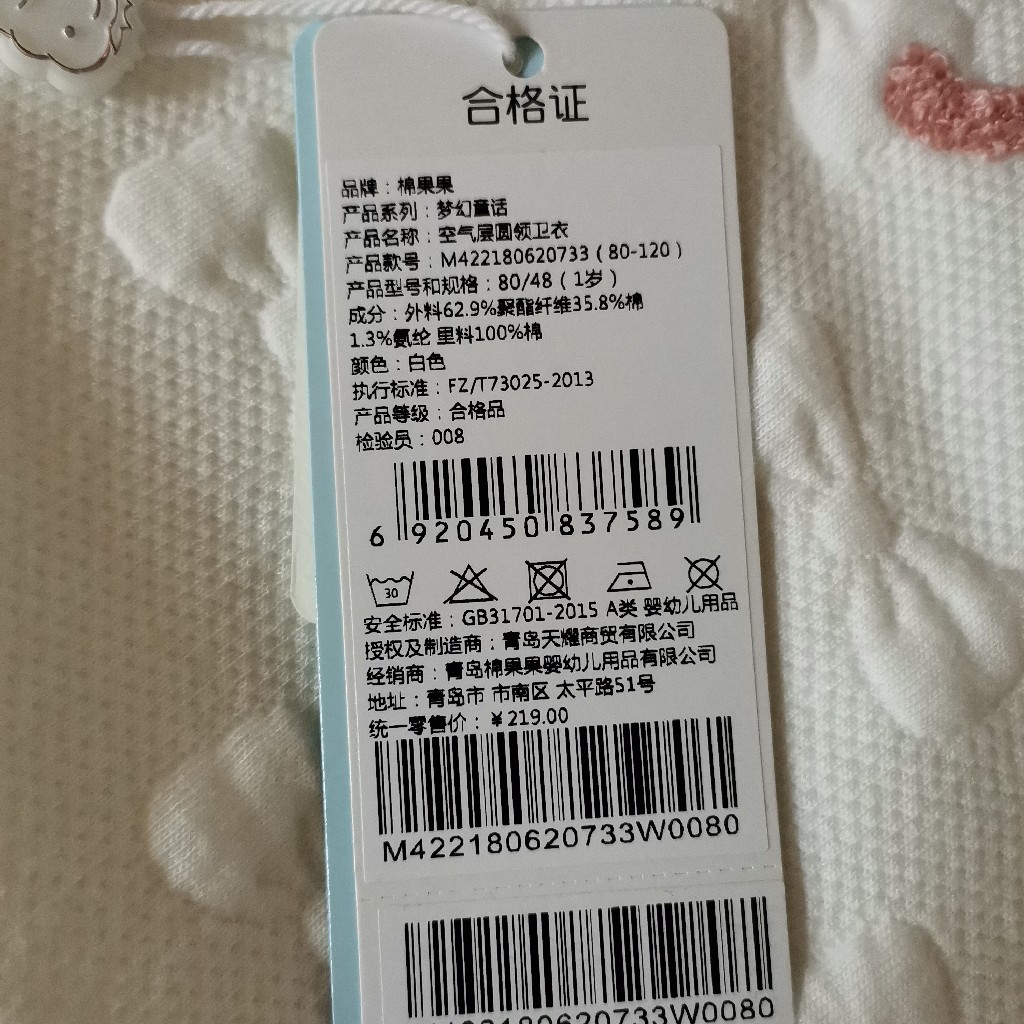 合格证
品牌：棉果果
产品系列：梦幻童话
产品名称：空气层圆领卫衣
产品款号：M422180620733（80-120）
产品型号和规格：80/48（1岁）
成分：外料62.9%聚酯纤维35.8%棉
1.3%氨纶 里料100%棉
颜色：白色
执行标准：FZ/T73025-2013
产品等级：合格品
检验员：008
6 920450 837589
30
安全标准：GB31701-2015 A类 婴幼儿用品
授权及制造商：青岛天耀商贸有限公司
经销商：青岛棉果果婴幼儿用品有限公司
地址：青岛市 市南区 太平路51号
统一零售价：￥219.00
M422180620733W0080
M422180620733W0080